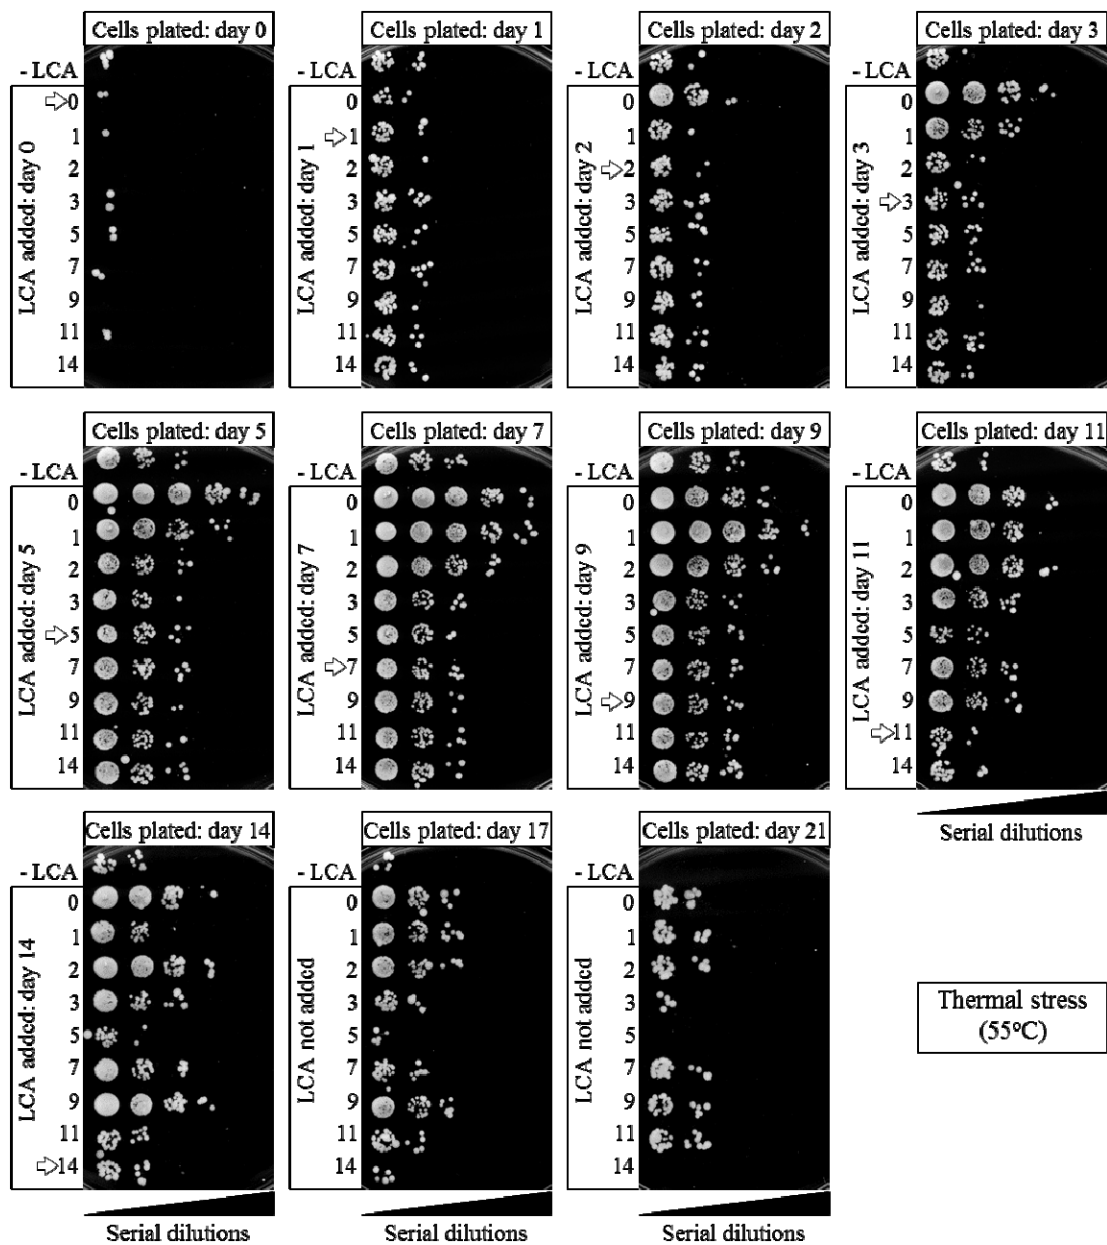 Cells plated: day 0
- LCA
LCA added: day 0
0
1
2
3
5
7
9
11
14
Cells plated: day 1
- LCA
LCA added: day 1
0
1
2
3
5
7
9
11
14
Cells plated: day 2
- LCA
LCA added: day 2
0
1
2
3
5
7
9
11
14
Cells plated: day 3
- LCA
LCA added: day 3
0
1
2
3
5
7
9
11
14
Cells plated: day 5
- LCA
LCA added: day 5
0
1
2
3
5
7
9
11
14
Cells plated: day 7
- LCA
LCA added: day 7
0
1
2
3
5
7
9
11
14
Cells plated: day 9
- LCA
LCA added: day 9
0
1
2
3
5
7
9
11
14
Cells plated: day 11
- LCA
LCA added: day 11
0
1
2
3
5
7
9
11
14
Serial dilutions
Cells plated: day 14
- LCA
LCA added: day 14
0
1
2
3
5
7
9
11
14
Serial dilutions
Cells plated: day 17
- LCA
LCA not added
0
1
2
3
5
7
9
11
14
Serial dilutions
Cells plated: day 21
- LCA
LCA not added
0
1
2
3
5
7
9
11
14
Serial dilutions
Thermal stress
(55°C)